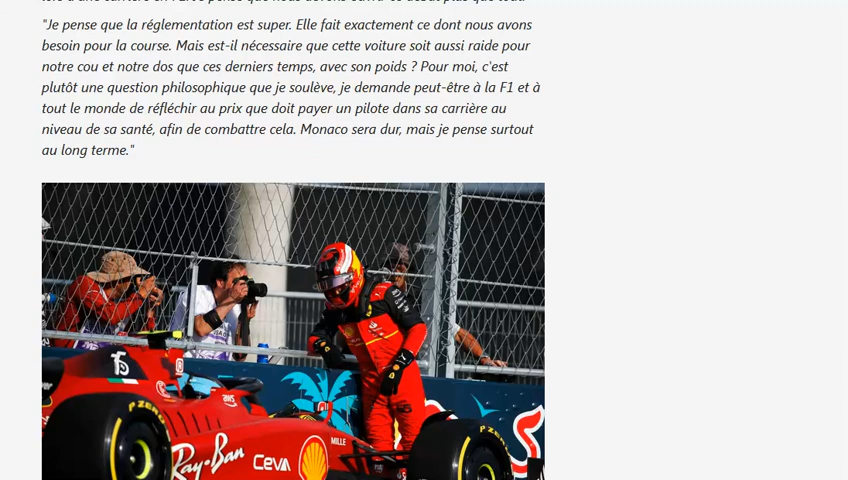 "Je pense que la réglementation est super. Elle fait exactement ce dont nous avons
besoin pour la course. Mais est-il nécessaire que cette voiture soit aussi raide pour
notre cou et notre dos que ces derniers temps, avec son poids ? Pour moi, c'est
plutôt une question philosophique que je soulève, je demande peut-être à la F1 et à
tout le monde de réfléchir au prix que doit payer un pilote dans sa carrière au
niveau de sa santé, afin de combattre cela. Monaco sera dur, mais je pense surtout
au long terme."
aws
P ZERO
MILLE
Ray-Ban
CEVA